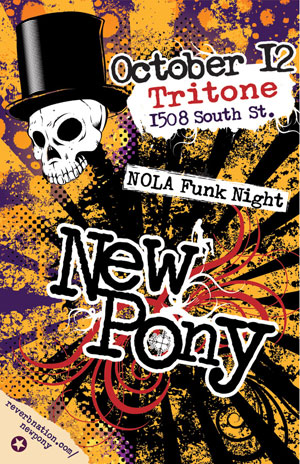 October 12
Tritone
1508 South St.
NOLA Funk Night
New
Pony
reverbnation.com/
newpony